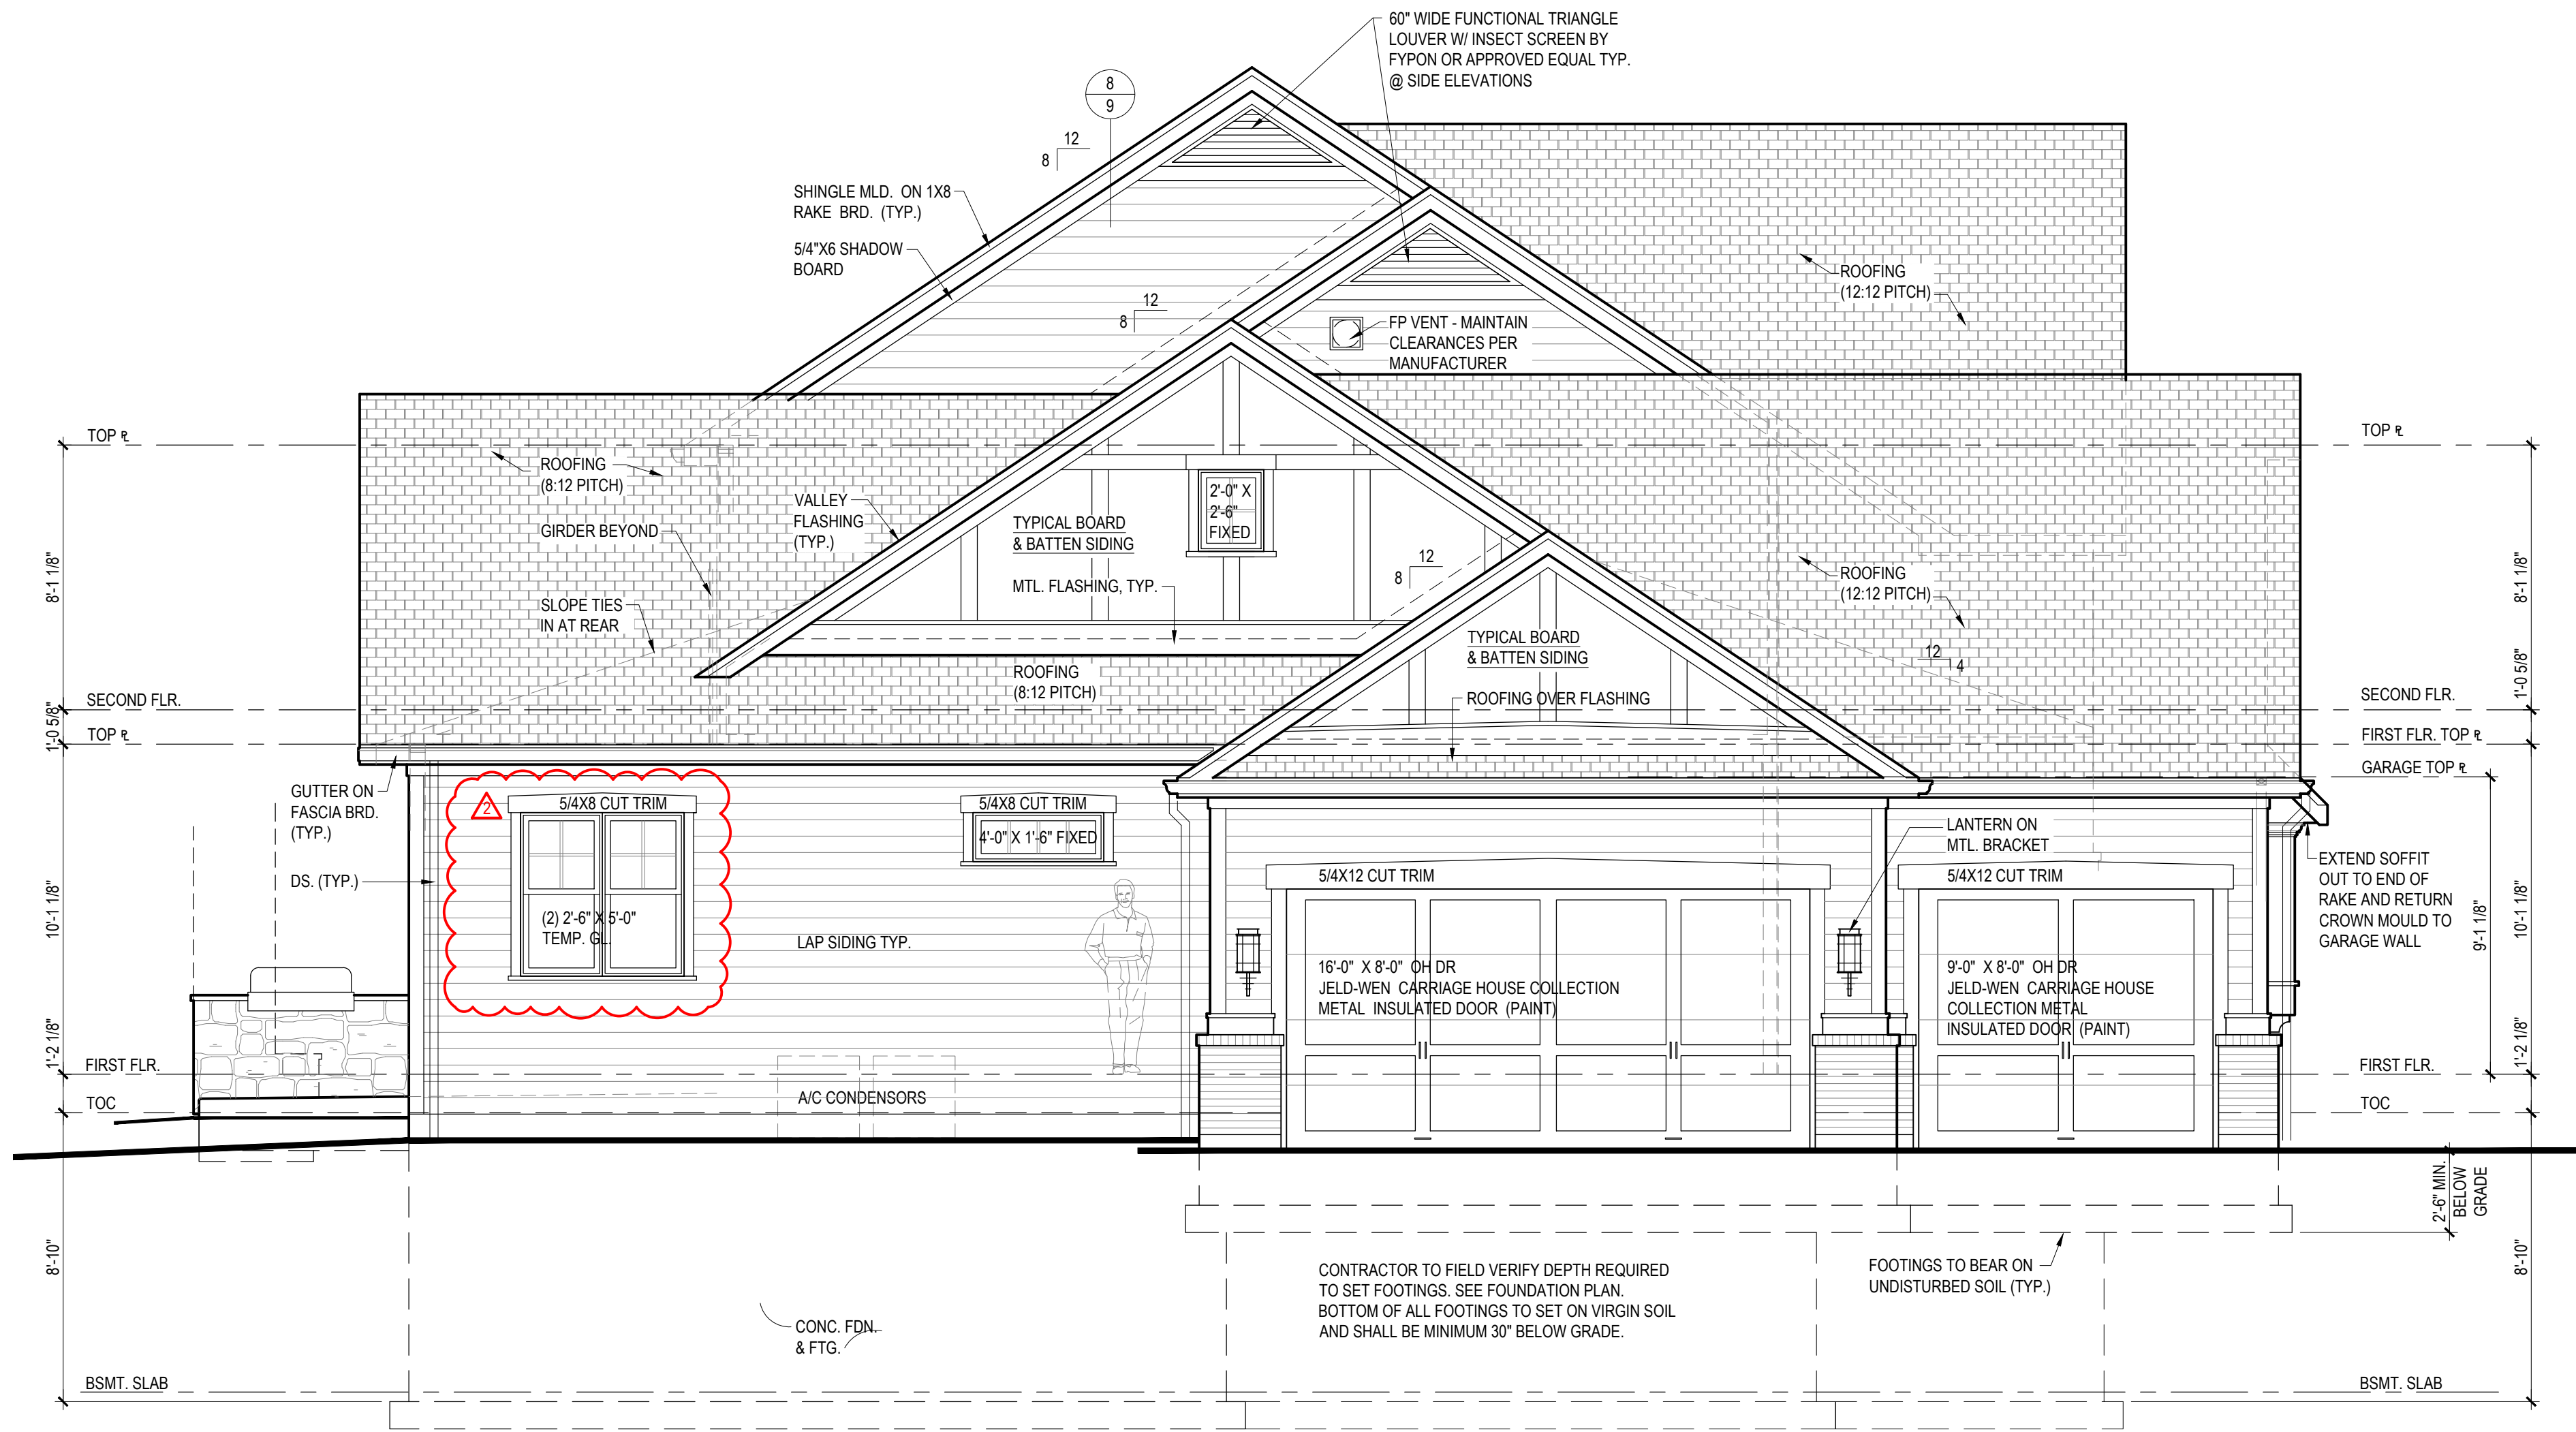 60" WIDE FUNCTIONAL TRIANGLE
LOUVER W/ INSECT SCREEN BY
FYPON OR APPROVED EQUAL TYP.
@ SIDE ELEVATIONS
8
9
12
8
SHINGLE MLD. ON 1X8
RAKE BRD. (TYP.)
5/4"X6 SHADOW
BOARD
ROOFING
(12:12 PITCH)
12
8
FP VENT - MAINTAIN
CLEARANCES PER
MANUFACTURER
TOP ℄
TOP ℄
ROOFING
(8:12 PITCH)
VALLEY
FLASHING
(TYP.)
GIRDER BEYOND
TYPICAL BOARD
& BATTEN SIDING
2'-0" X
2'-6"
FIXED
MTL. FLASHING, TYP.
12
8
ROOFING
(12:12 PITCH)
8'-1 1/8"
8'-1 1/8"
SLOPE TIES
IN AT REAR
TYPICAL BOARD
& BATTEN SIDING
12
4
ROOFING
(8:12 PITCH)
ROOFING OVER FLASHING
SECOND FLR.
SECOND FLR.
1'-0 5/8"
1'-0 5/8"
TOP ℄
FIRST FLR. TOP ℄
GARAGE TOP ℄
GUTTER ON
FASCIA BRD.
(TYP.)
2
5/4X8 CUT TRIM
5/4X8 CUT TRIM
4'-0" X 1'-6" FIXED
LANTERN ON
MTL. BRACKET
DS. (TYP.)
5/4X12 CUT TRIM
5/4X12 CUT TRIM
EXTEND SOFFIT
OUT TO END OF
RAKE AND RETURN
CROWN MOULD TO
GARAGE WALL
10'-1 1/8"
9'-1 1/8"
10'-1 1/8"
(2) 2'-6" X 5'-0"
TEMP. GL.
LAP SIDING TYP.
16'-0" X 8'-0" OH DR
JELD-WEN CARRIAGE HOUSE COLLECTION
METAL INSULATED DOOR (PAINT)
9'-0" X 8'-0" OH DR
JELD-WEN CARRIAGE HOUSE
COLLECTION METAL
INSULATED DOOR (PAINT)
1'-2 1/8"
1'-2 1/8"
FIRST FLR.
FIRST FLR.
TOC
A/C CONDENSORS
TOC
2'-6" MIN.
BELOW
GRADE
8'-10"
8'-10"
FOOTINGS TO BEAR ON
UNDISTURBED SOIL (TYP.)
CONTRACTOR TO FIELD VERIFY DEPTH REQUIRED
TO SET FOOTINGS. SEE FOUNDATION PLAN.
BOTTOM OF ALL FOOTINGS TO SET ON VIRGIN SOIL
AND SHALL BE MINIMUM 30" BELOW GRADE.
CONC. FDN.
& FTG.
BSMT. SLAB
BSMT. SLAB